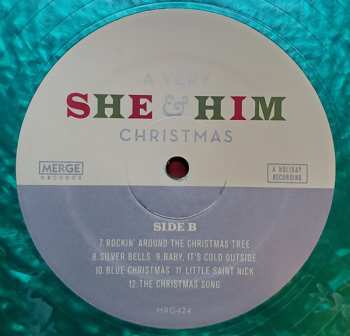 A VERY
SHE & HIM
CHRISTMAS
MERGE
RECORDS
A HOLIDAY
RECORDING
SIDE B
7. ROCKIN' AROUND THE CHRISTMAS TREE
8. SILVER BELLS 9. BABY, IT'S COLD OUTSIDE
10. BLUE CHRISTMAS 11. LITTLE SAINT NICK
12. THE CHRISTMAS SONG
MRG424